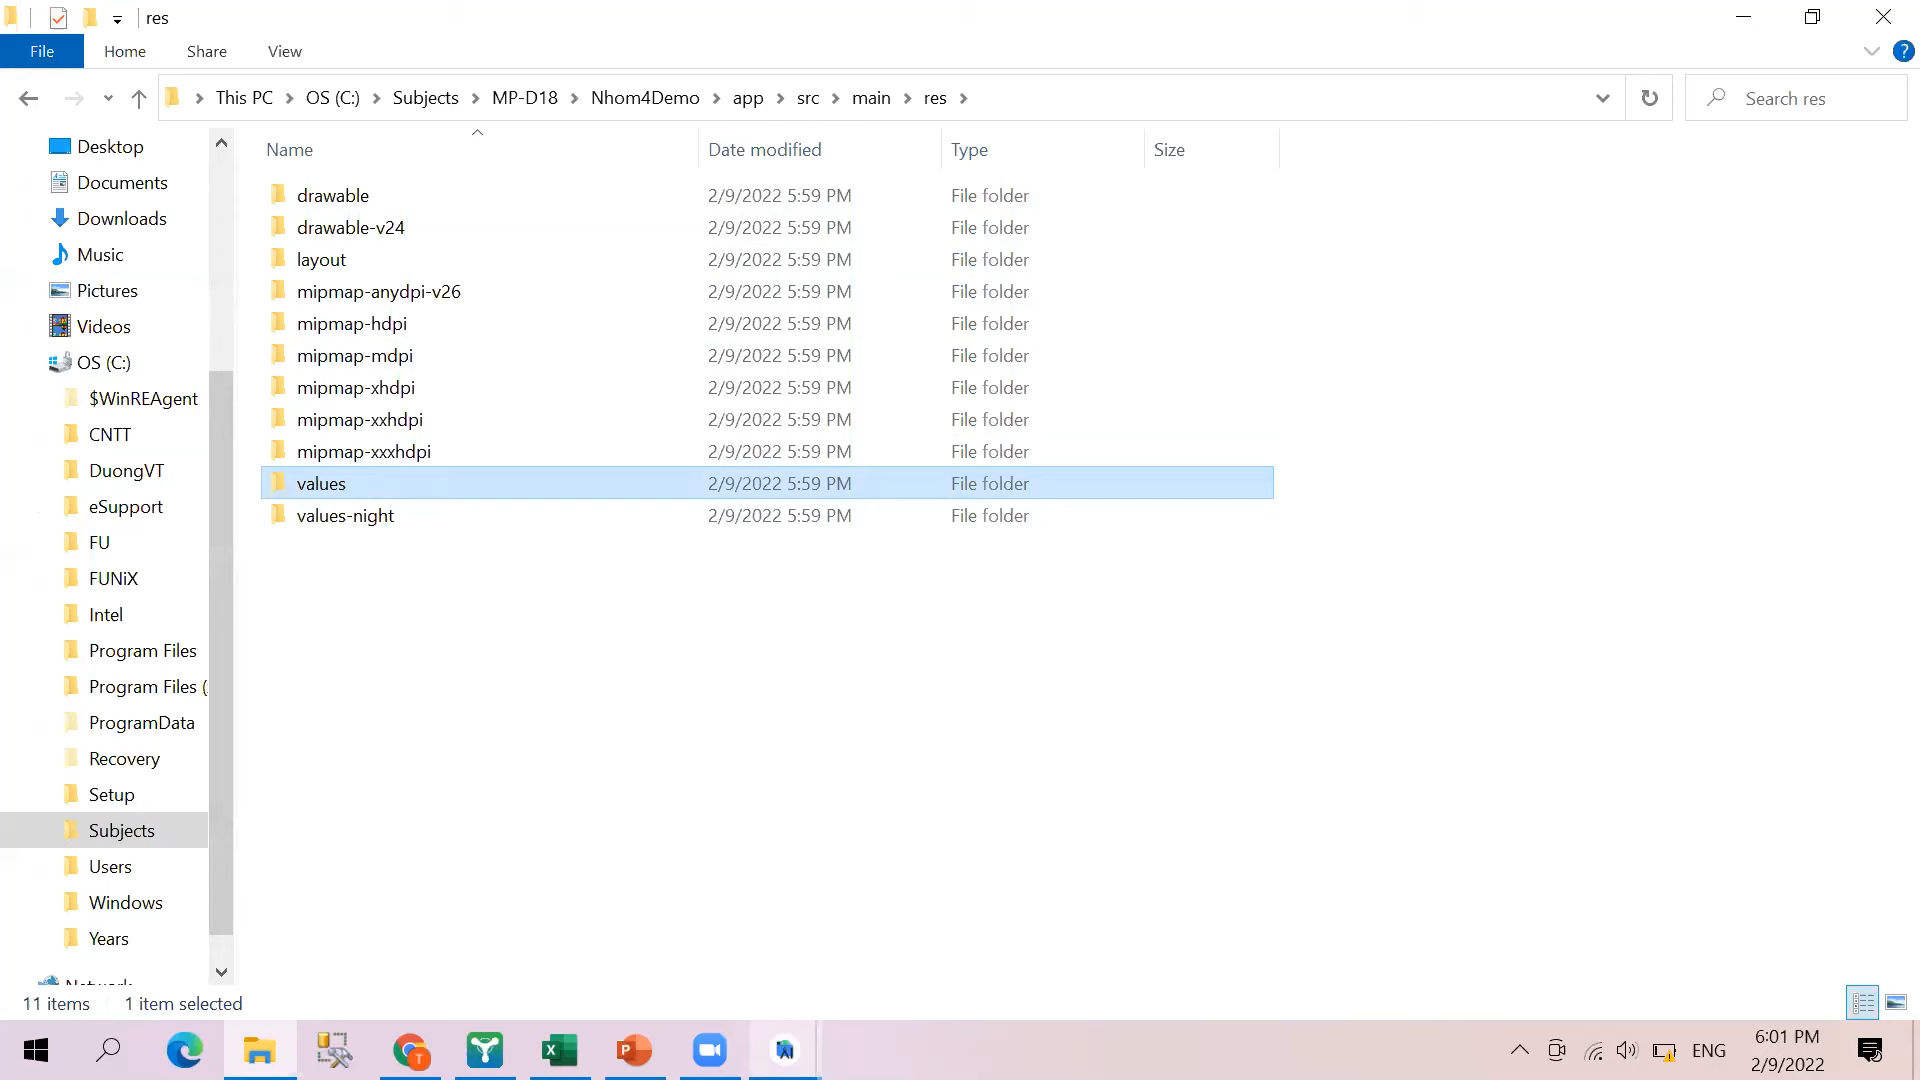 res
File Home Share View
This PC OS (C:) Subjects MP-D18 Nhom4Demo app src main res Search res
Name Date modified Type Size
Desktop
Documents
Downloads
Music
Pictures
Videos
OS (C:)
$WinREAgent
CNTT
DuongVT
eSupport
FU
FUNiX
Intel
Program Files
Program Files (
ProgramData
Recovery
Setup
Subjects
Users
Windows
Years
Network
drawable 2/9/2022 5:59 PM File folder
drawable-v24 2/9/2022 5:59 PM File folder
layout 2/9/2022 5:59 PM File folder
mipmap-anydpi-v26 2/9/2022 5:59 PM File folder
mipmap-hdpi 2/9/2022 5:59 PM File folder
mipmap-mdpi 2/9/2022 5:59 PM File folder
mipmap-xhdpi 2/9/2022 5:59 PM File folder
mipmap-xxhdpi 2/9/2022 5:59 PM File folder
mipmap-xxxhdpi 2/9/2022 5:59 PM File folder
values 2/9/2022 5:59 PM File folder
values-night 2/9/2022 5:59 PM File folder
11 items 1 item selected
ENG
6:01 PM
2/9/2022